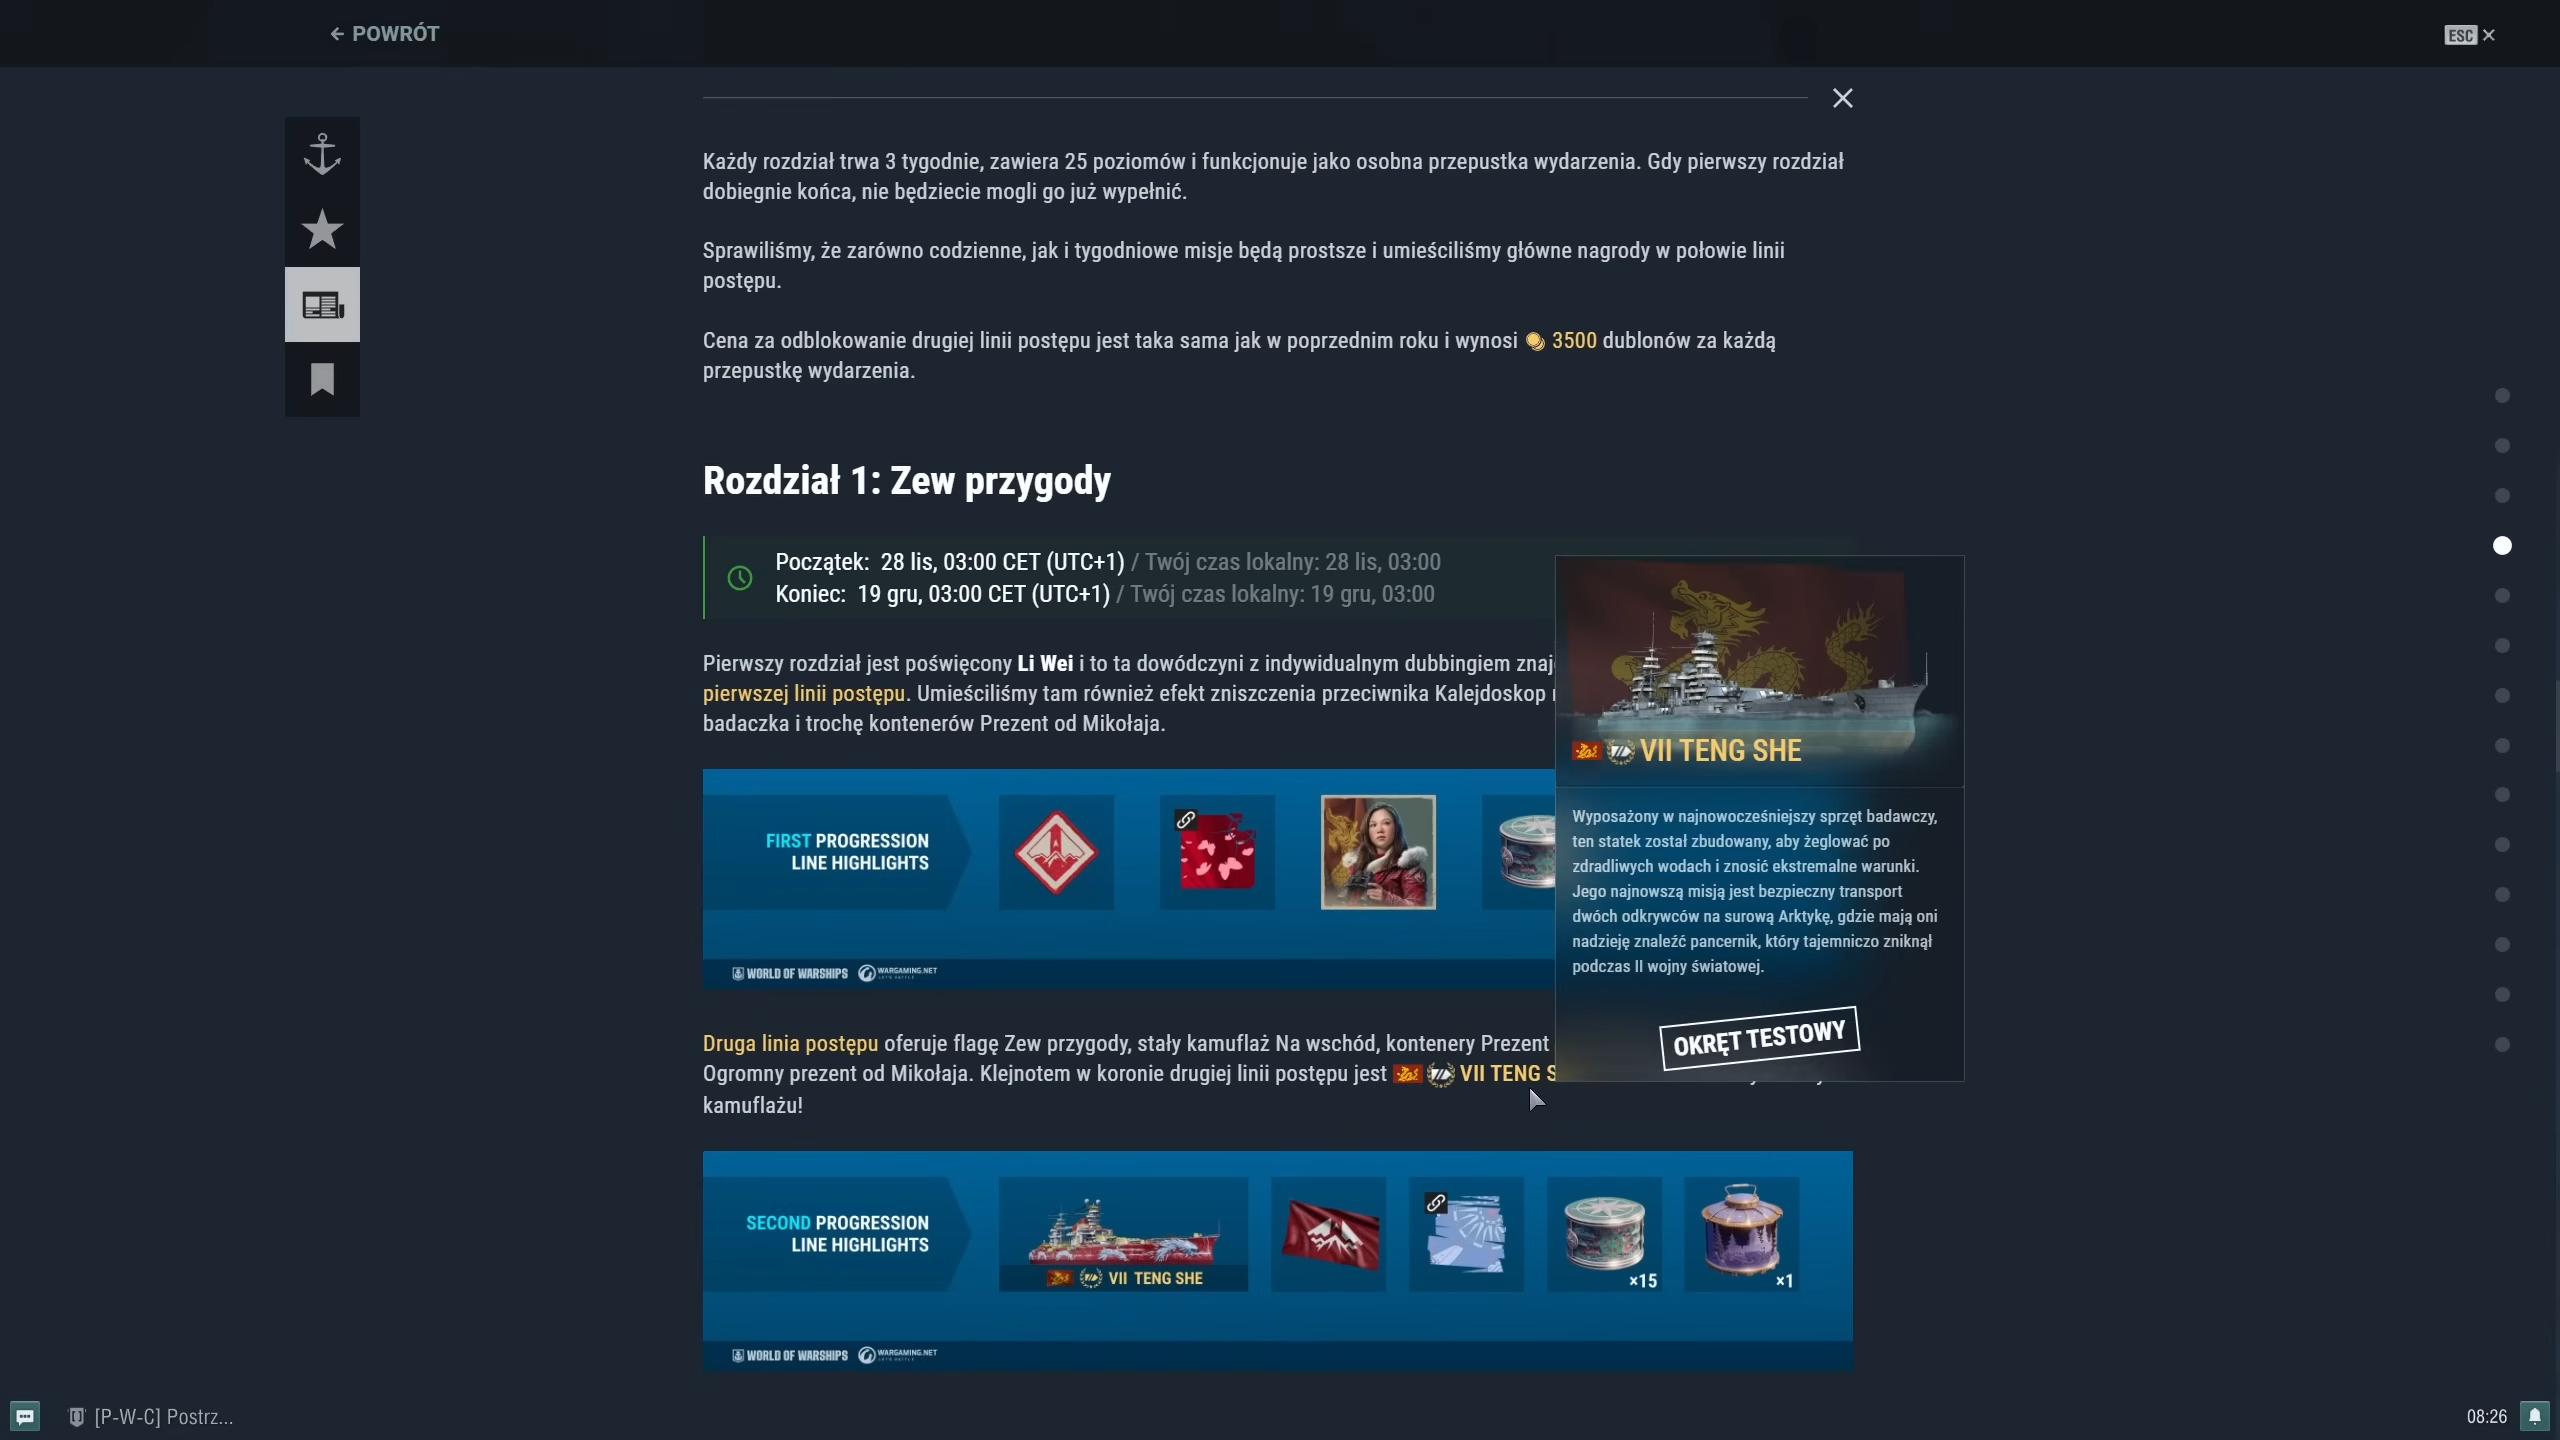 POWRÓT
ESC
Każdy rozdział trwa 3 tygodnie, zawiera 25 poziomów i funkcjonuje jako osobna przepustka wydarzenia. Gdy pierwszy rozdział
dobiegnie końca, nie będziecie mogli go już wypełnić.
Sprawiliśmy, że zarówno codzienne, jak i tygodniowe misje będą prostsze i umieściliśmy główne nagrody w połowie linii
postępu.
Cena za odblokowanie drugiej linii postępu jest taka sama jak w poprzednim roku i wynosi 3500 dublonów za każdą
przepustkę wydarzenia.
Rozdział 1: Zew przygody
Początek: 28 lis, 03:00 CET (UTC+1) / Twój czas lokalny: 28 lis, 03:00
Koniec: 19 gru, 03:00 CET (UTC+1) / Twój czas lokalny: 19 gru, 03:00
Pierwszy rozdział jest poświęcony Li Wei i to ta dowódczyni z indywidualnym dubbingiem
pierwszej linii postępu. Umieściliśmy tam również efekt zniszczenia przeciwnika Kalejdoskop
badaczka i trochę kontenerów Prezent od Mikołaja.
FIRST PROGRESSION
LINE HIGHLIGHTS
WORLD OF WARSHIPS WARGAMING.NET
LET'S BATTLE
VII TENG SHE
Wyposażony w najnowocześniejszy sprzęt badawczy,
ten statek został zbudowany, aby żeglować po
zdradliwych wodach i znosić ekstremalne warunki.
Jego najnowszą misją jest bezpieczny transport
dwóch odkrywców na surową Arktykę, gdzie mają oni
nadzieję znaleźć pancernik, który tajemniczo zniknął
podczas II wojny światowej.
OKRĘT TESTOWY
Druga linia postępu oferuje flagę Zew przygody, stały kamuflaż Na wschód, kontenery Prezent
Ogromny prezent od Mikołaja. Klejnotem w koronie drugiej linii postępu jest VII TENG
kamuflażu!
SECOND PROGRESSION
LINE HIGHLIGHTS
VII TENG SHE
×15
×1
WORLD OF WARSHIPS WARGAMING.NET
LET'S BATTLE
[P-W-C] Postrz...
08:26